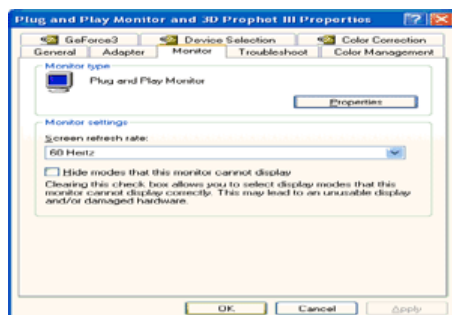 Plug and Play Monitor and 3D Prophet III Properties
GeForce3 Device Selection Color Correction
General Adapter Monitor Troubleshoot Color Management
Monitor type
Plug and Play Monitor
Properties
Monitor settings
Screen refresh rate:
60 Hertz
Hide modes that this monitor cannot display
Clearing this check box allows you to select display modes that this
monitor cannot display correctly. This may lead to an unusable display
and/or damaged hardware.
OK Cancel Apply